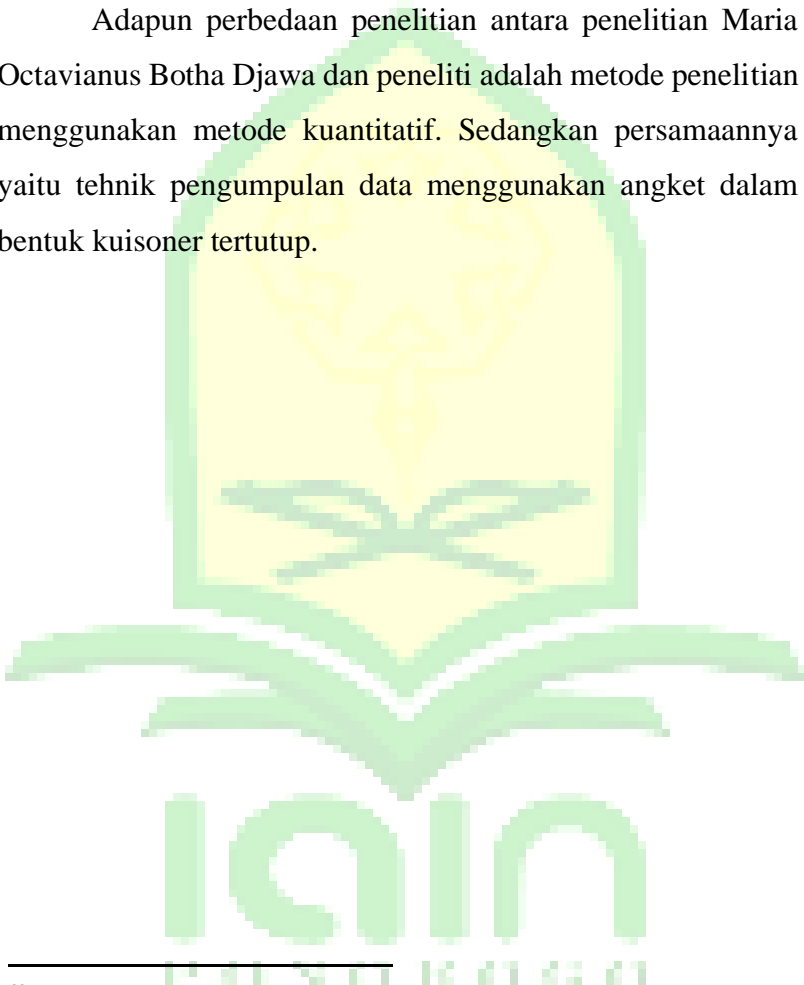 Adapun perbedaan penelitian antara penelitian Maria
Octavianus Botha Djawa dan peneliti adalah metode penelitian
menggunakan metode kuantitatif. Sedangkan persamaannya
yaitu tehnik pengumpulan data menggunakan angket dalam
bentuk kuisoner tertutup.
iain